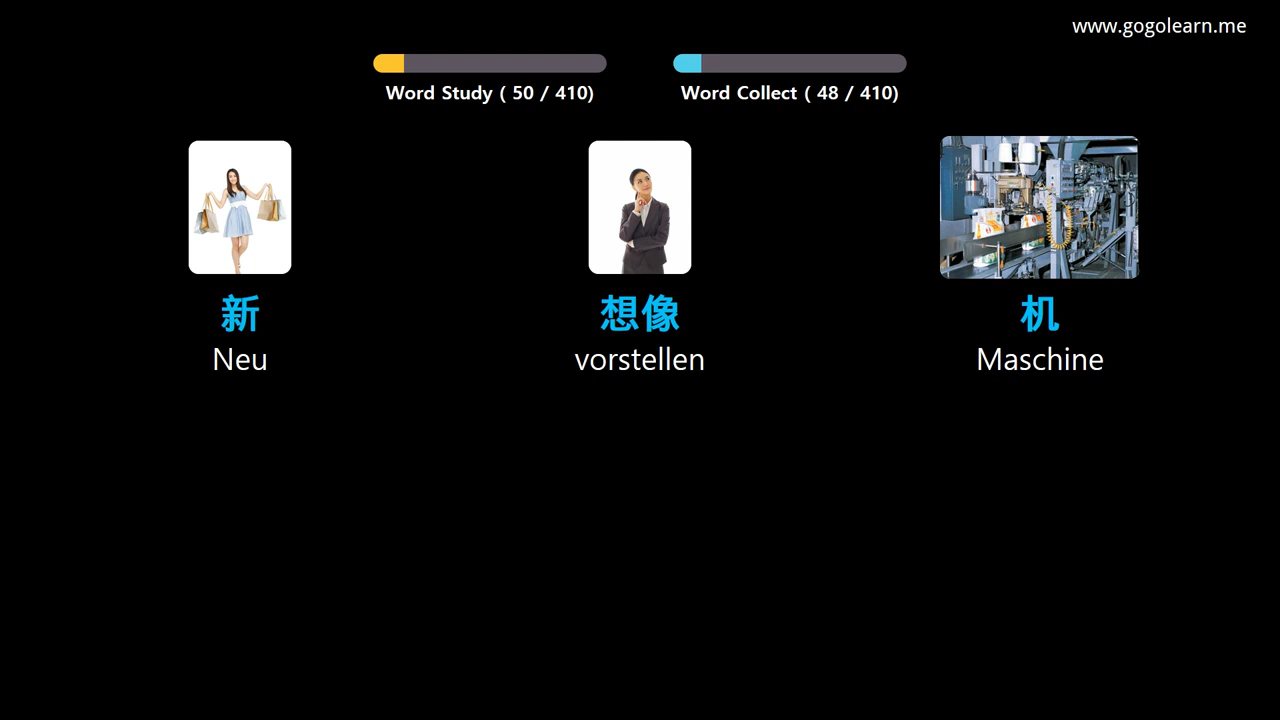 www.gogolearn.me
Word Study ( 50 / 410)
Word Collect ( 48 / 410)
新
想像
机
Neu
vorstellen
Maschine